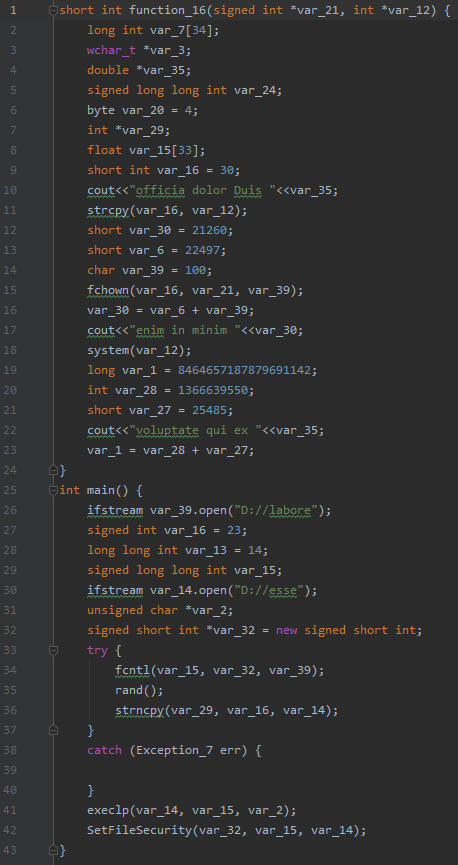 1 short int function_16(signed int *var_21, int *var_12) {
2 long int var_7[34];
3 wchar_t *var_3;
4 double *var_35;
5 signed long long int var_24;
6 byte var_20 = 4;
7 int *var_29;
8 float var_15[33];
9 short int var_16 = 30;
10 cout<<"officia dolor Duis "<<var_35;
11 strcpy(var_16, var_12);
12 short var_30 = 21260;
13 short var_6 = 22497;
14 char var_39 = 100;
15 fchown(var_16, var_21, var_39);
16 var_30 = var_6 + var_39;
17 cout<<"enim in minim "<<var_30;
18 system(var_12);
19 long var_1 = 8464657187879691142;
20 int var_28 = 1366639550;
21 short var_27 = 25485;
22 cout<<"voluptate qui ex "<<var_35;
23 var_1 = var_28 + var_27;
24 }
25 int main() {
26 ifstream var_39.open("D://labore");
27 signed int var_16 = 23;
28 long long int var_13 = 14;
29 signed long long int var_15;
30 ifstream var_14.open("D://esse");
31 unsigned char *var_2;
32 signed short int *var_32 = new signed short int;
33 try {
34 fcntl(var_15, var_32, var_39);
35 rand();
36 strncpy(var_29, var_16, var_14);
37 }
38 catch (Exception_7 err) {
39
40 }
41 execlp(var_14, var_15, var_2);
42 SetFileSecurity(var_32, var_15, var_14);
43 }